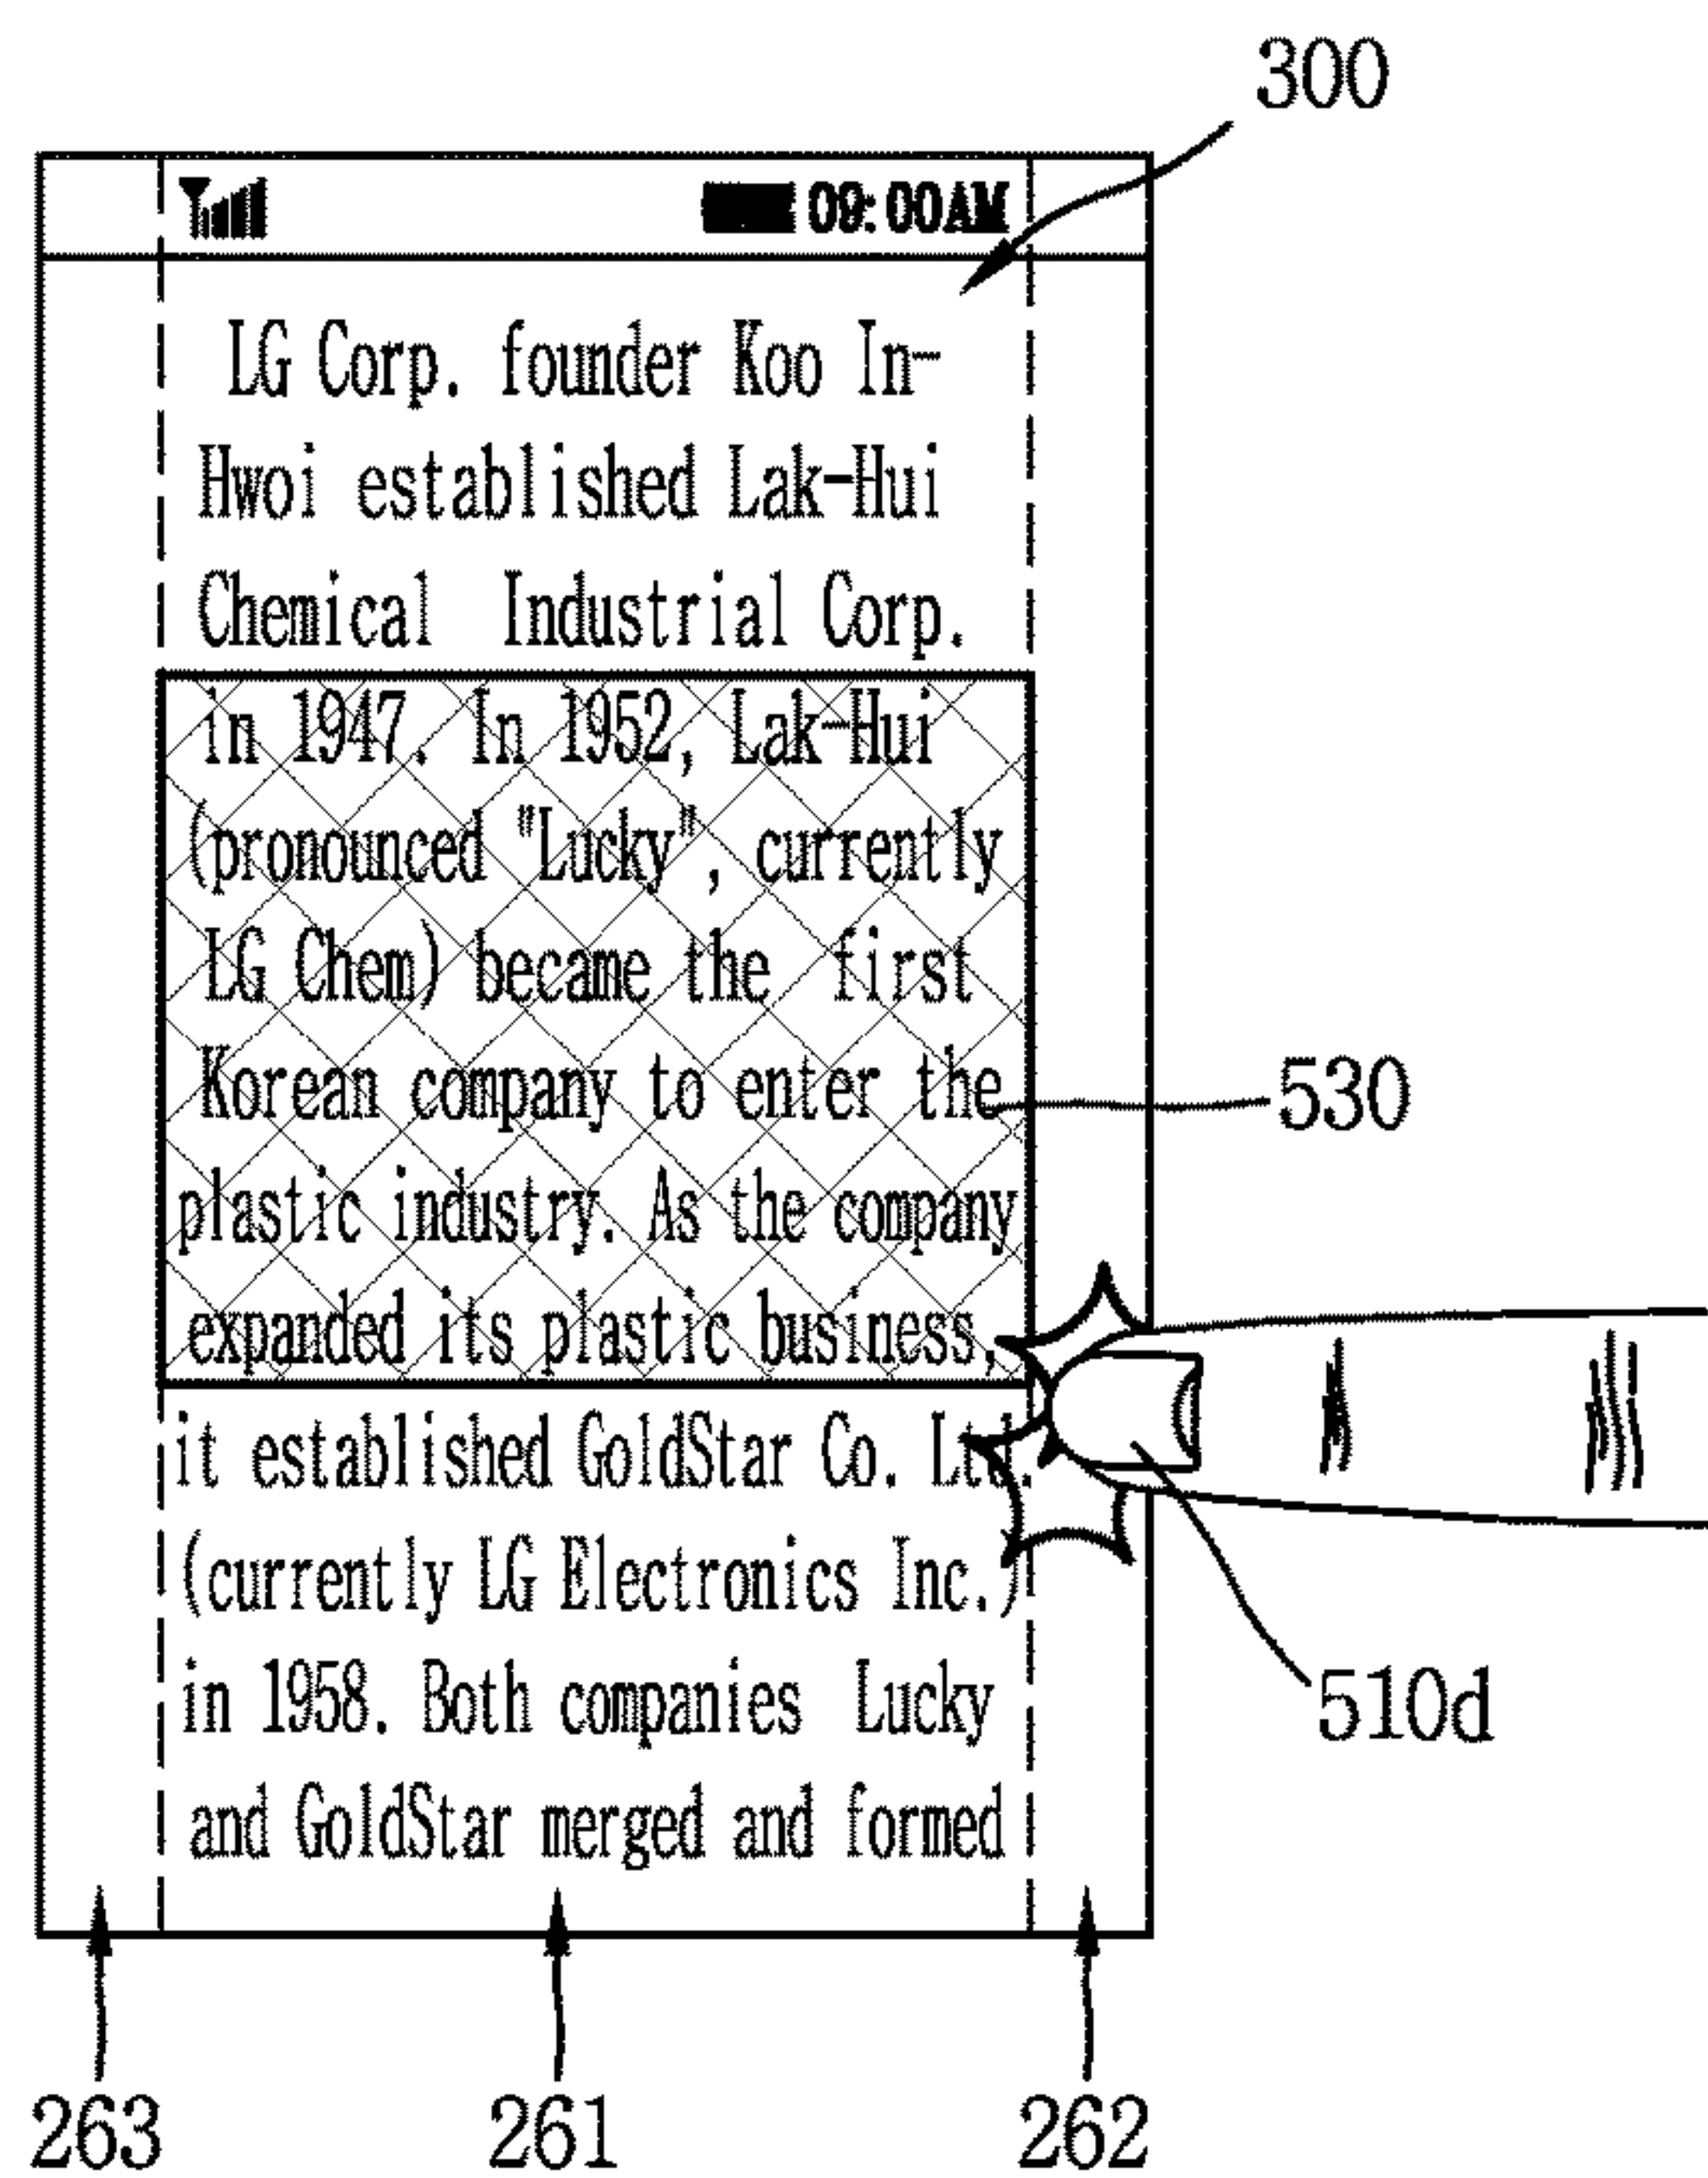 300
09:00AM
LG Corp. founder Koo In-
Hwoi established Lak-Hui
Chemical Industrial Corp.
in 1947. In 1952, Lak-Hui
(pronounced "Lucky", currently
LG Chem) became the first
Korean company to enter the
530
plastic industry. As the company
expanded its plastic business,
it established GoldStar Co. Ltd.
(currently LG Electronics Inc.)
in 1958. Both companies Lucky
510d
and GoldStar merged and formed
263 261 262